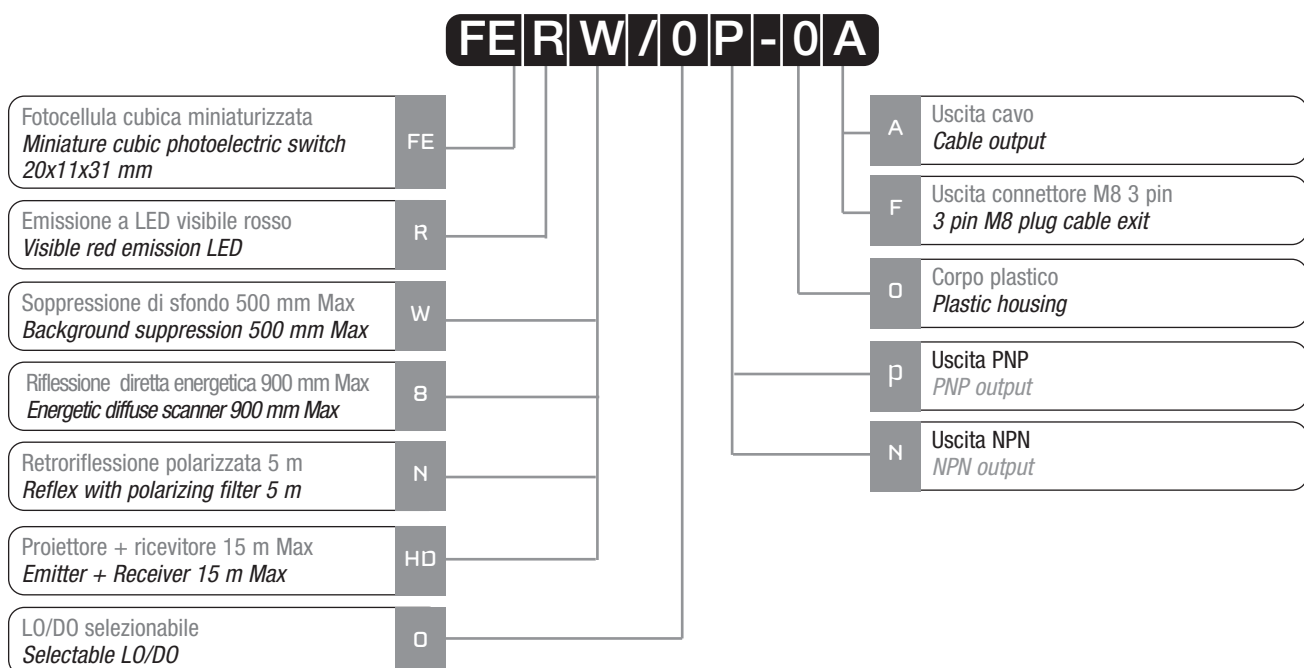 FERW/0P-0A
Fotocellula cubica miniaturizzata
Miniature cubic photoelectric switch
20x11x31 mm
FE
Emissione a LED visibile rosso
Visible red emission LED
R
Soppressione di sfondo 500 mm Max
Background suppression 500 mm Max
W
Riflessione diretta energetica 900 mm Max
Energetic diffuse scanner 900 mm Max
8
Retroriflessione polarizzata 5 m
Reflex with polarizing filter 5 m
N
Proiettore + ricevitore 15 m Max
Emitter + Receiver 15 m Max
HD
LO/DO selezionabile
Selectable LO/DO
0
A
Uscita cavo
Cable output
F
Uscita connettore M8 3 pin
3 pin M8 plug cable exit
0
Corpo plastico
Plastic housing
P
Uscita PNP
PNP output
N
Uscita NPN
NPN output